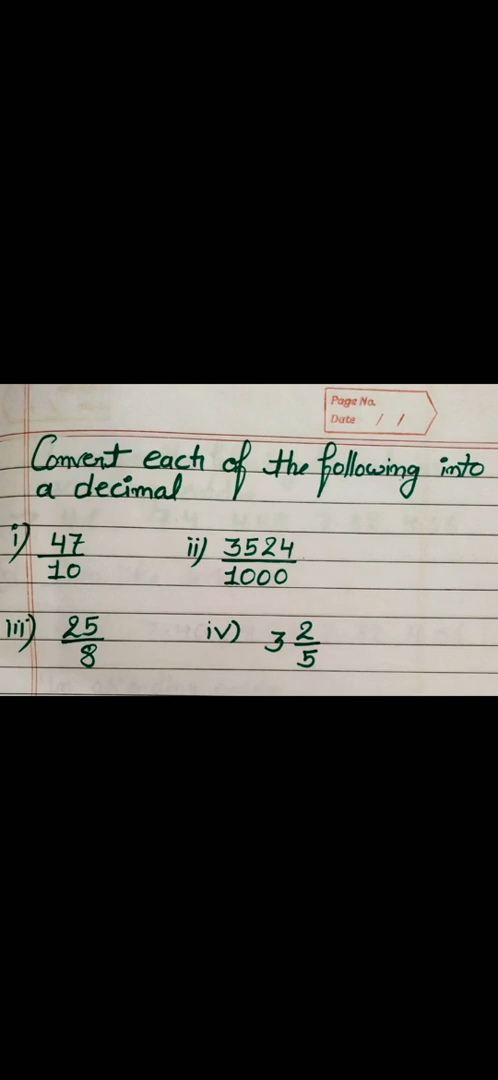 Page No.
Date / /
Convert each of the following into
a decimal
i) 47/10 ii) 3524/1000
iii) 25/8 iv) 3 2/5